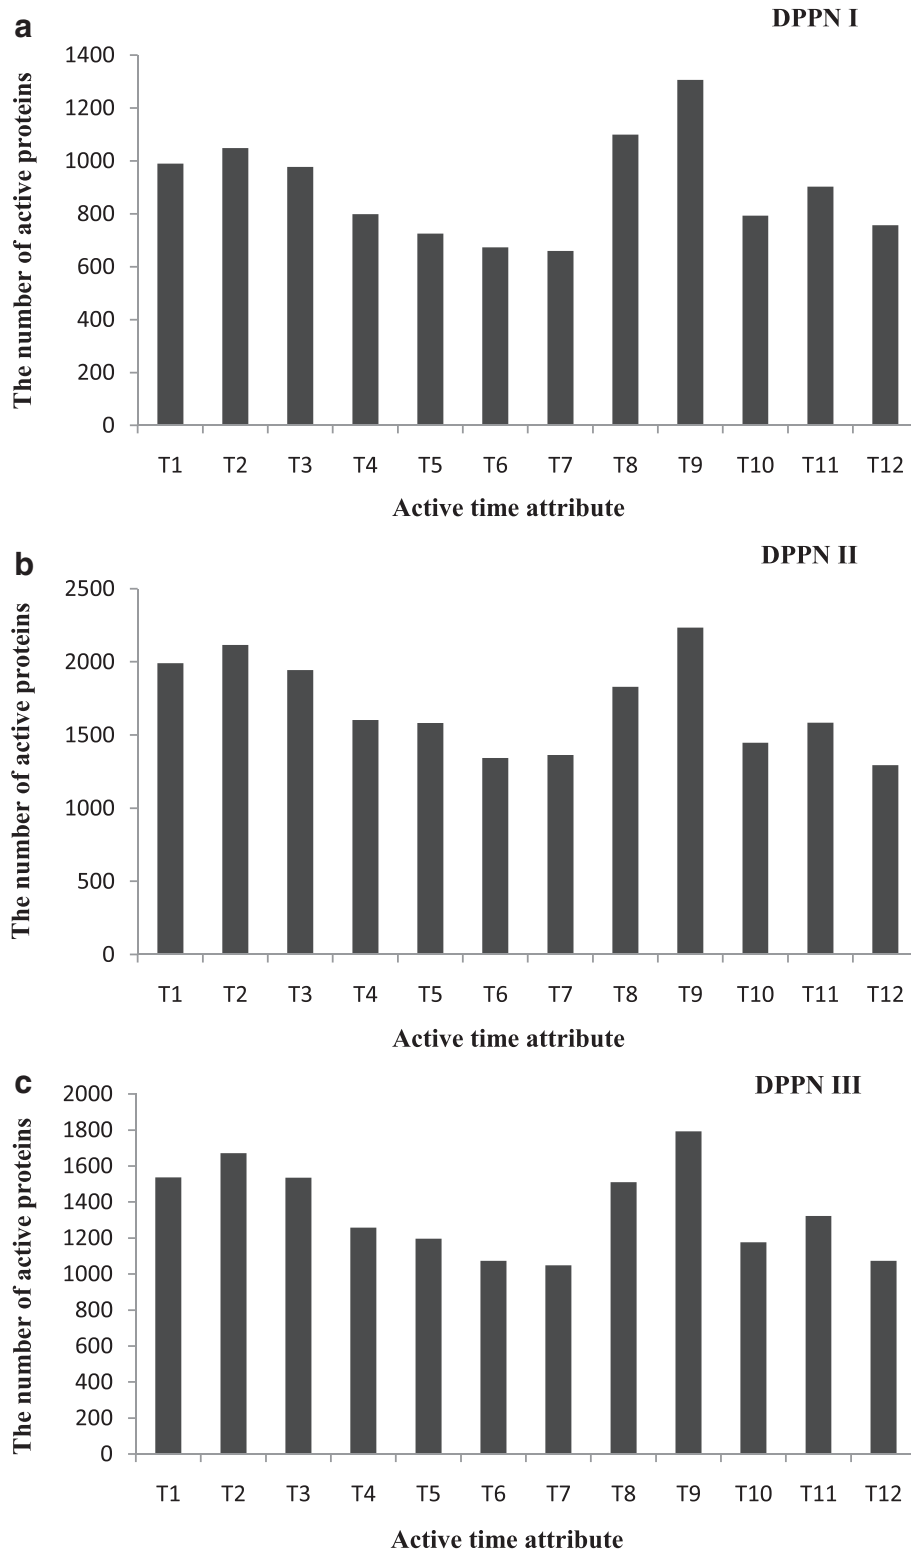 a
DPPN I
The number of active proteins
1400
1200
1000
800
600
400
200
0
T1 T2 T3 T4 T5 T6 T7 T8 T9 T10 T11 T12
Active time attribute
b
DPPN II
The number of active proteins
2500
2000
1500
1000
500
0
T1 T2 T3 T4 T5 T6 T7 T8 T9 T10 T11 T12
Active time attribute
c
DPPN III
The number of active proteins
2000
1800
1600
1400
1200
1000
800
600
400
200
0
T1 T2 T3 T4 T5 T6 T7 T8 T9 T10 T11 T12
Active time attribute